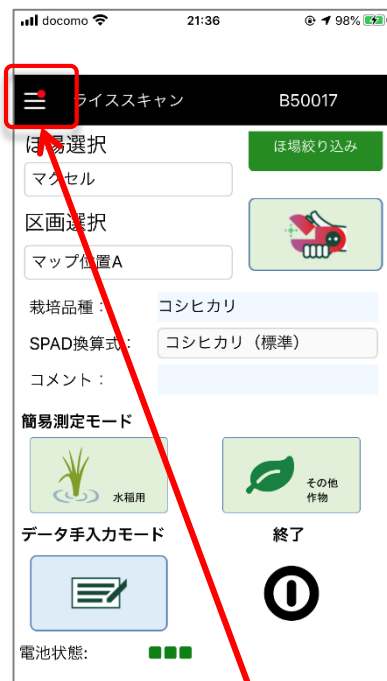 docomo 21:36 98%
ライススキャン B50017
ほ場選択 ほ場絞り込み
マクセル
区画選択
マップ位置A
栽培品種： コシヒカリ
SPAD換算式： コシヒカリ（標準）
コメント：
簡易測定モード
水稲用 その他
作物
データ手入力モード 終了
電池状態: